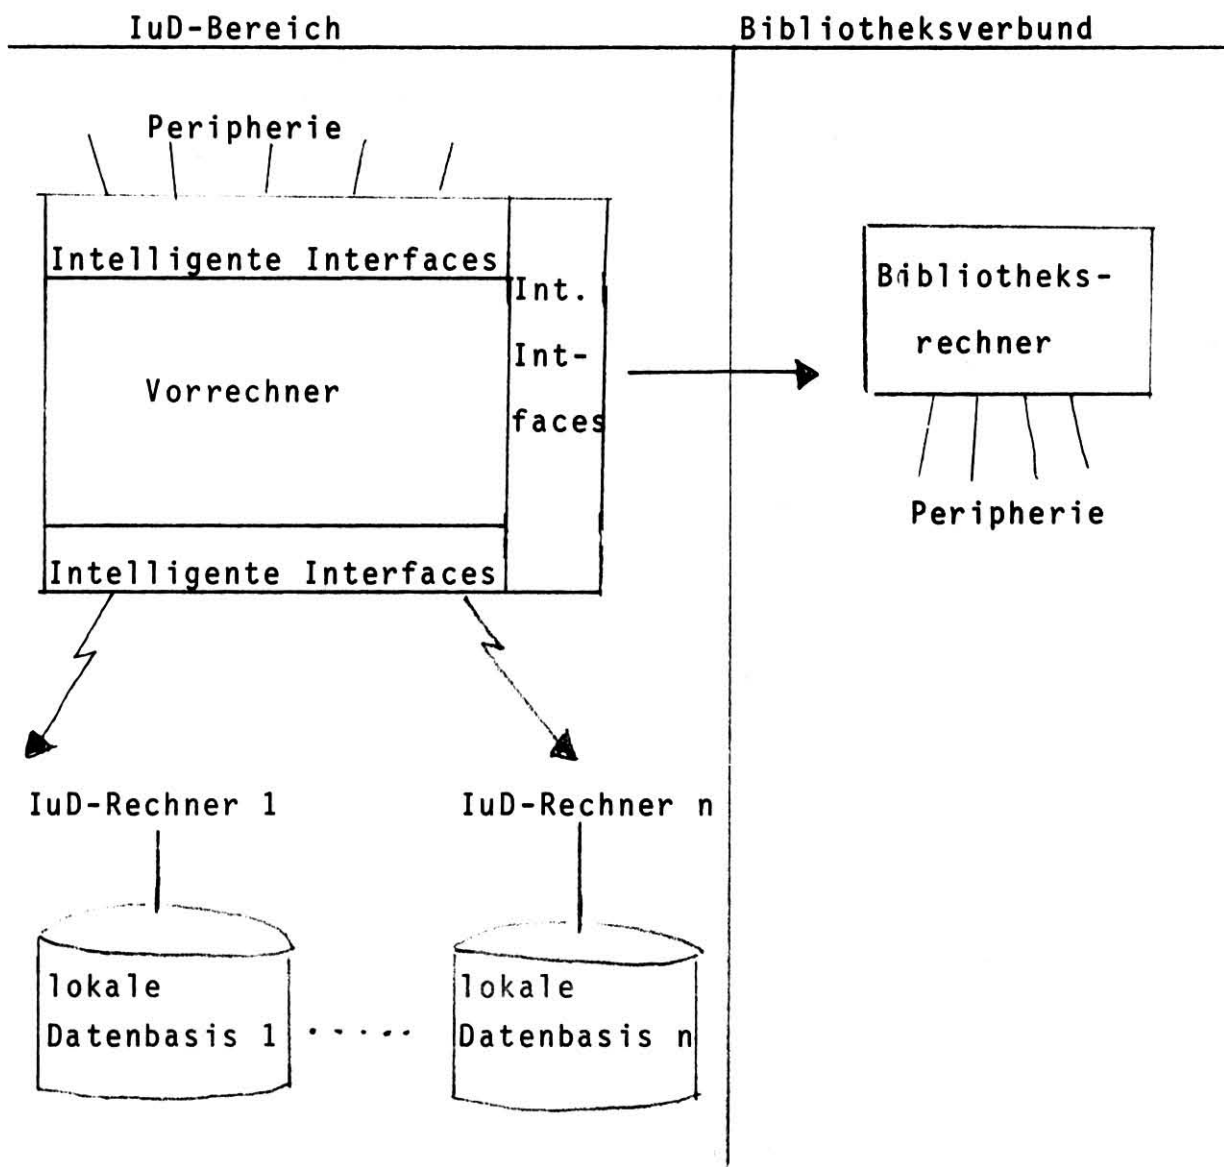 IuD-Bereich
Bibliotheksverbund
Peripherie
Intelligente Interfaces
Int.
Int-
faces
Vorrechner
Intelligente Interfaces
Bibliotheks-
rechner
Peripherie
IuD-Rechner 1
IuD-Rechner n
lokale
Datenbasis 1
.....
lokale
Datenbasis n